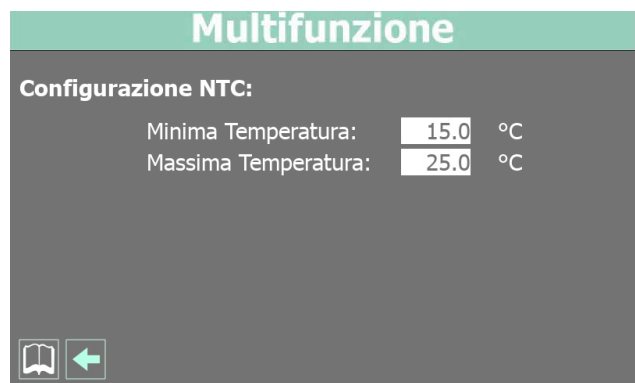 Multifunzione
Configurazione NTC:
Minima Temperatura: 15.0 °C
Massima Temperatura: 25.0 °C